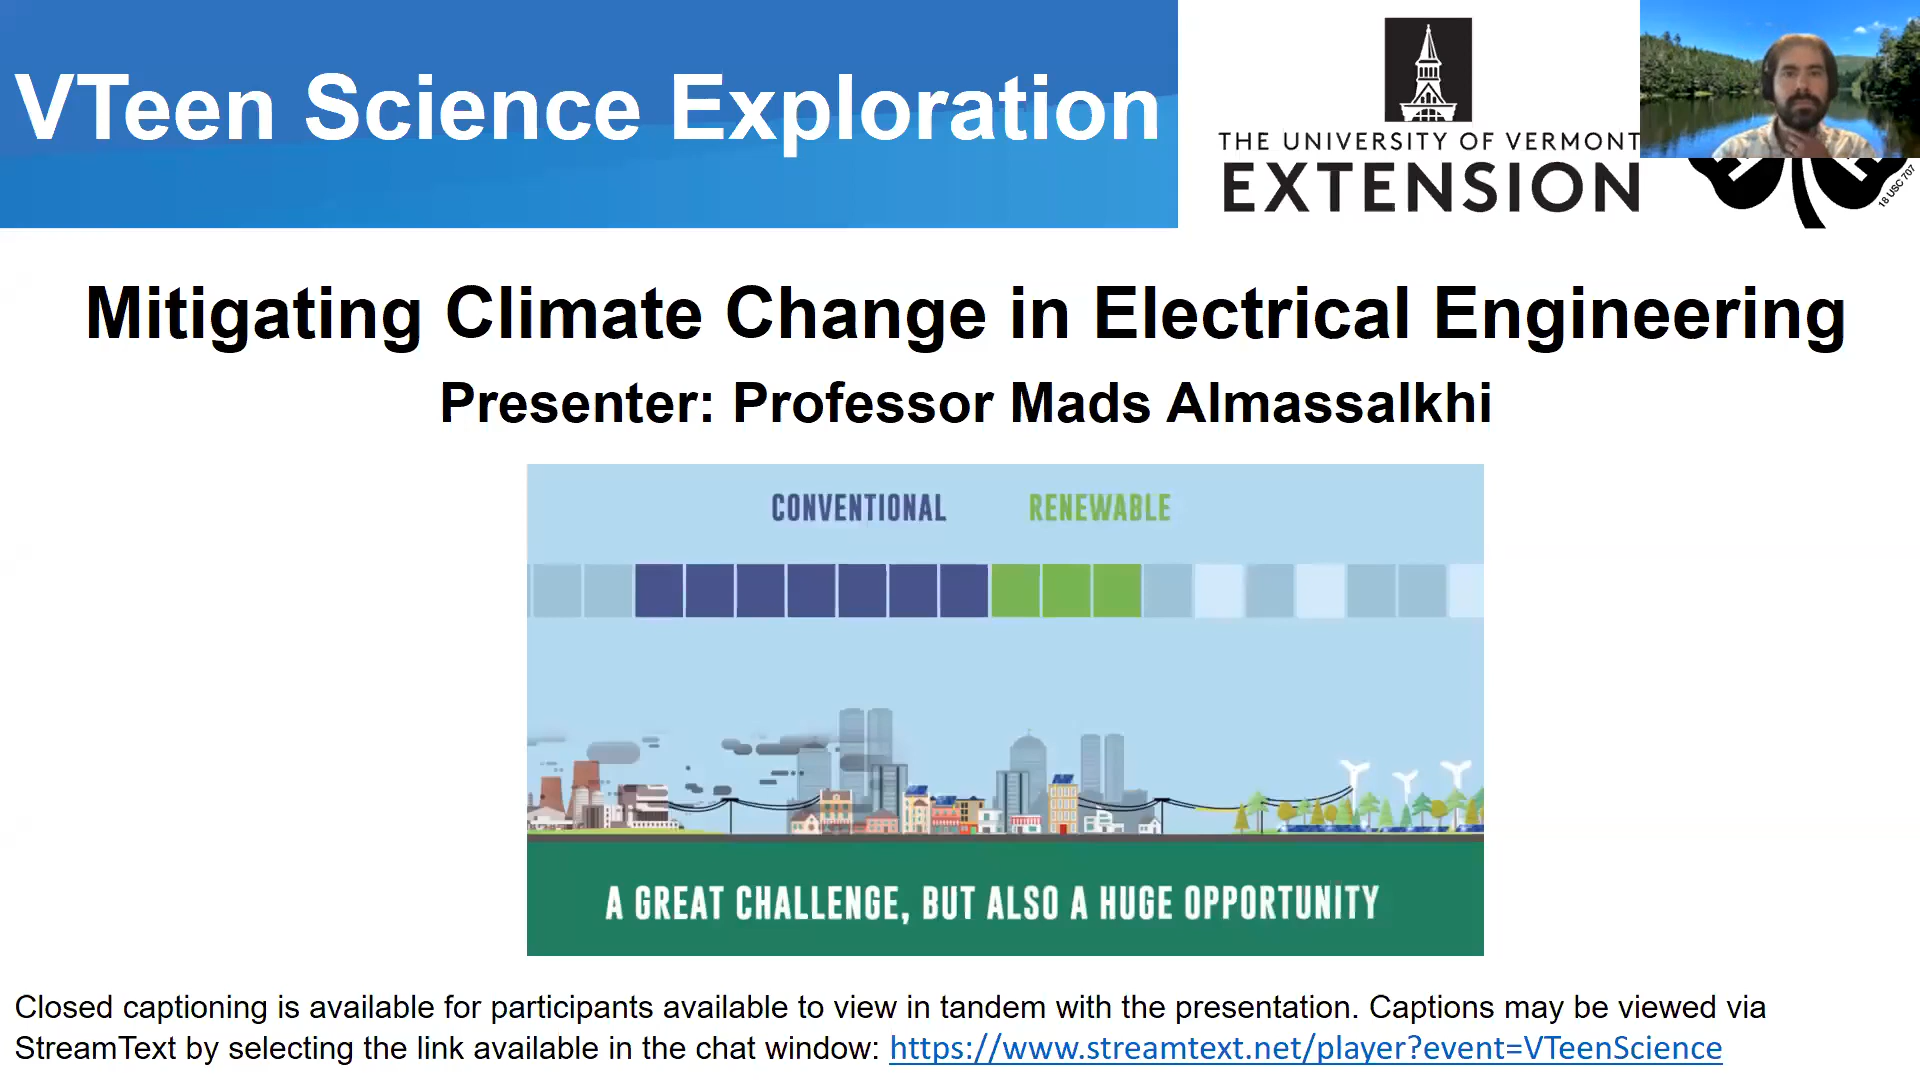 VTeen Science Exploration
THE UNIVERSITY OF VERMONT
EXTENSION
18 USC 707
Mitigating Climate Change in Electrical Engineering
Presenter: Professor Mads Almassalkhi
CONVENTIONAL RENEWABLE
A GREAT CHALLENGE, BUT ALSO A HUGE OPPORTUNITY
Closed captioning is available for participants available to view in tandem with the presentation. Captions may be viewed via
StreamText by selecting the link available in the chat window: https://www.streamtext.net/player?event=VTeenScience